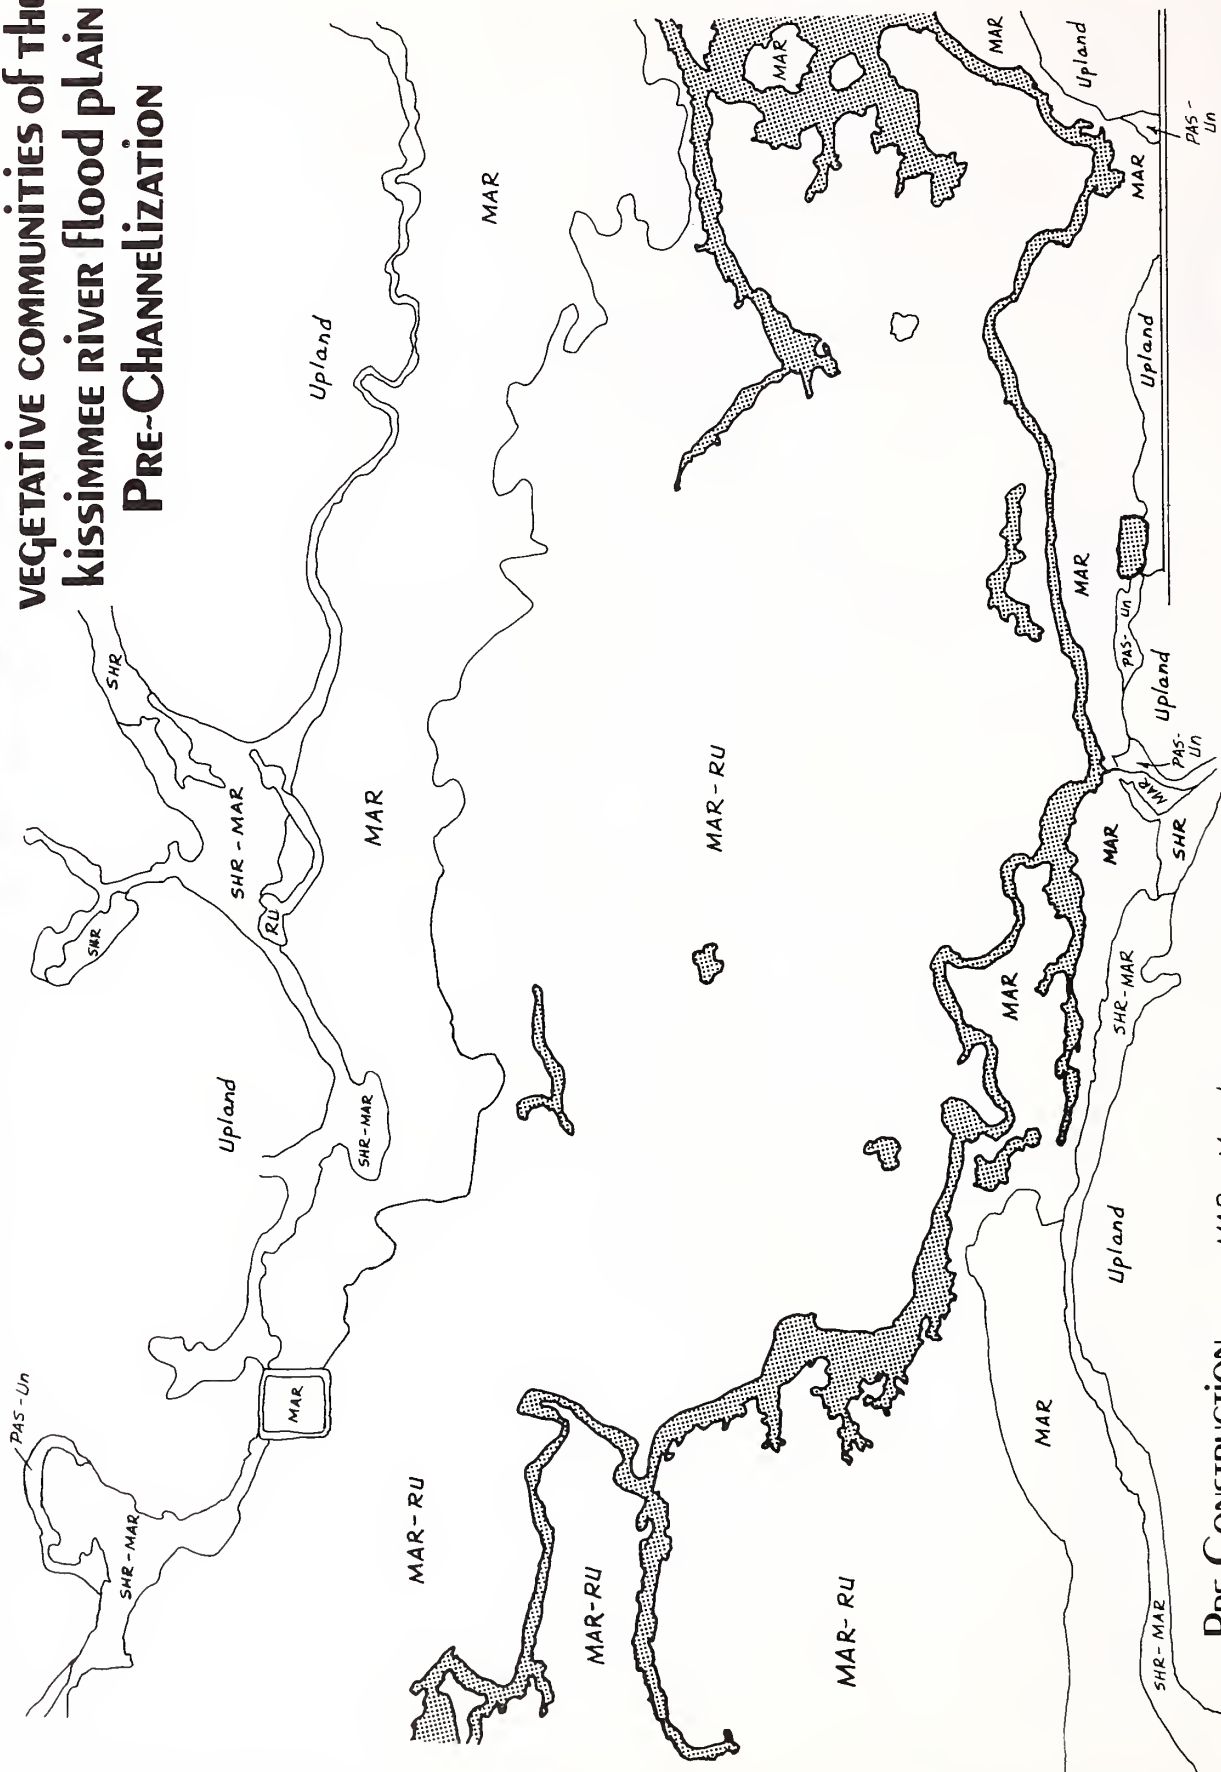 VEGETATIVE COMMUNITIES of THE
kissimmee RIVER flood plain
PRE~CHANNELIZATION
PAS-Un
SHR
SHR
SHR-MAR
Upland
SHR-MAR
RU
MAR
Upland
SHR-MAR
MAR
MAR-RU
MAR
MAR-RU
MAR-RU
MAR
MAR-RU
MAR
MAR
MAR
Upland
MAR
MAR
Upland
SHR-MAR
PAS-Un
MAR
Upland
MAR
SHR-MAR
Upland
SHR
PAS-
Un
PAS-
Un
PRE CONSTRUCTION